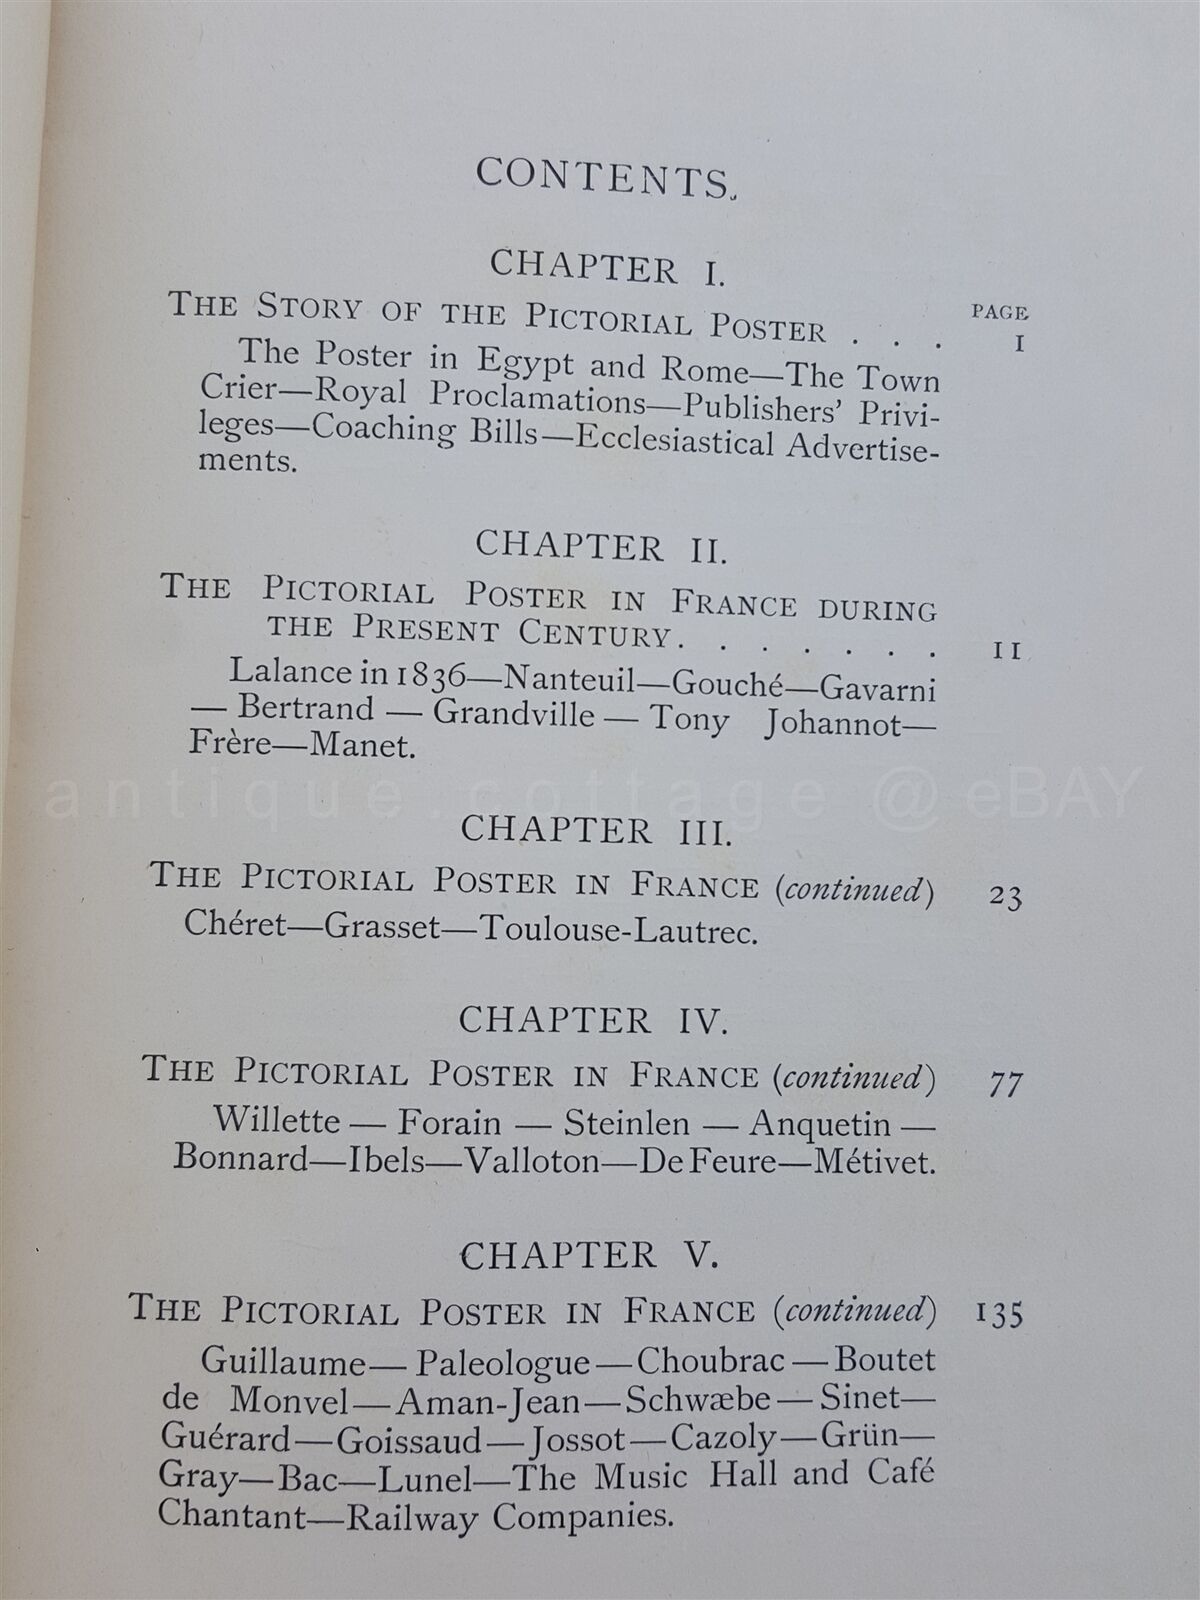 CONTENTS.
CHAPTER I.
PAGE
THE STORY OF THE PICTORIAL POSTER . . . 1
The Poster in Egypt and Rome—The Town
Crier—Royal Proclamations—Publishers' Privi-
leges—Coaching Bills—Ecclesiastical Advertise-
ments.
CHAPTER II.
THE PICTORIAL POSTER IN FRANCE DURING
THE PRESENT CENTURY. . . . . . . 11
Lalance in 1836—Nanteuil—Gouché—Gavarni
— Bertrand — Grandville — Tony Johannot—
Frère—Manet.
antique.cottage @ eBAY
CHAPTER III.
THE PICTORIAL POSTER IN FRANCE (continued) 23
Chéret—Grasset—Toulouse-Lautrec.
CHAPTER IV.
THE PICTORIAL POSTER IN FRANCE (continued) 77
Willette — Forain — Steinlen — Anquetin —
Bonnard—Ibels—Valloton—De Feure—Métivet.
CHAPTER V.
THE PICTORIAL POSTER IN FRANCE (continued) 135
Guillaume— Paleologue—Choubrac—Boutet
de Monvel—Aman-Jean—Schwæbe—Sinet—
Guérard—Goissaud—Jossot—Cazoly—Grün—
Gray—Bac—Lunel—The Music Hall and Café
Chantant—Railway Companies.